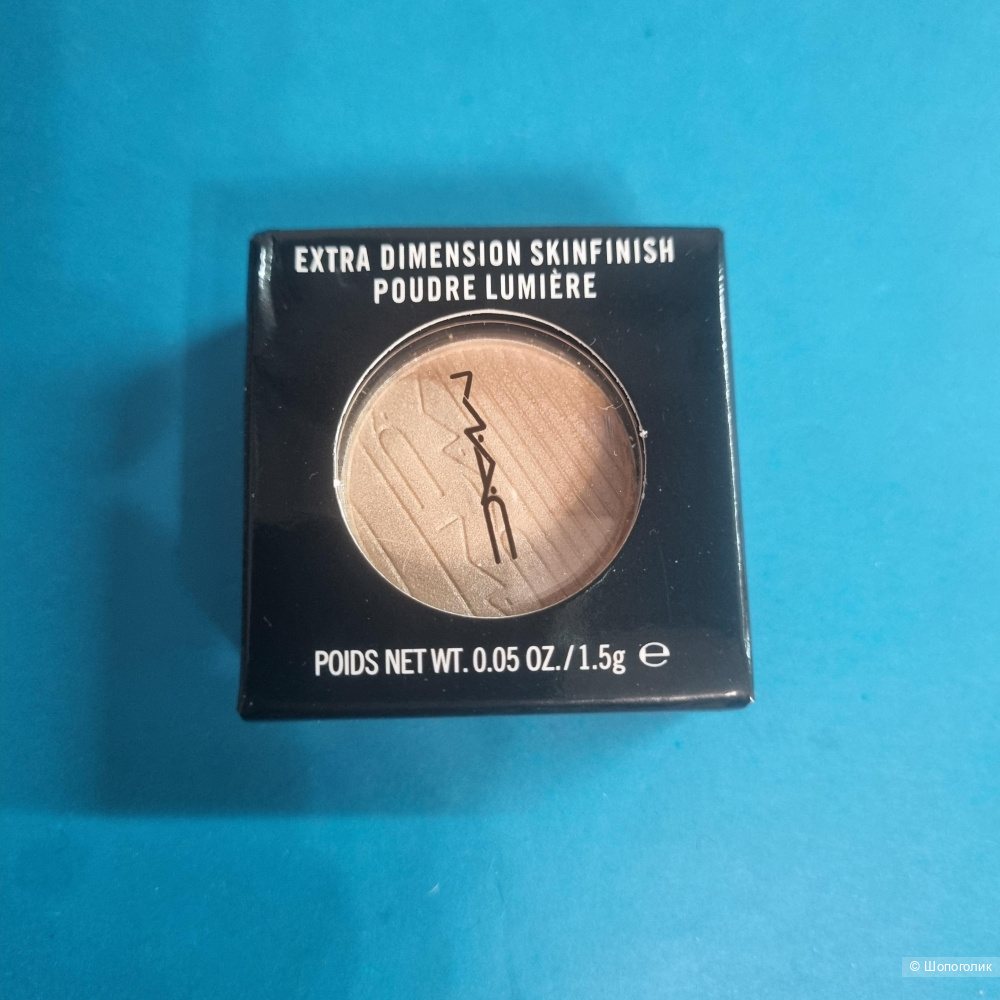 EXTRA DIMENSION SKINFINISH
POUDRE LUMIÈRE
M·A·C
POIDS NET WT. 0.05 OZ./1.5g ℮
© Шопоголик